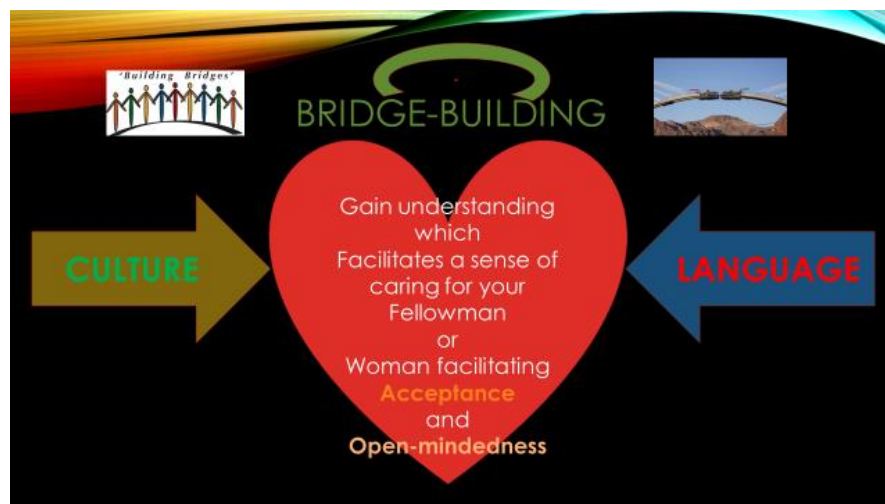 'Building Bridges'
BRIDGE-BUILDING
CULTURE
Gain understanding
which
Facilitates a sense of
caring for your
Fellowman
or
Woman facilitating
Acceptance
and
Open-mindedness
LANGUAGE